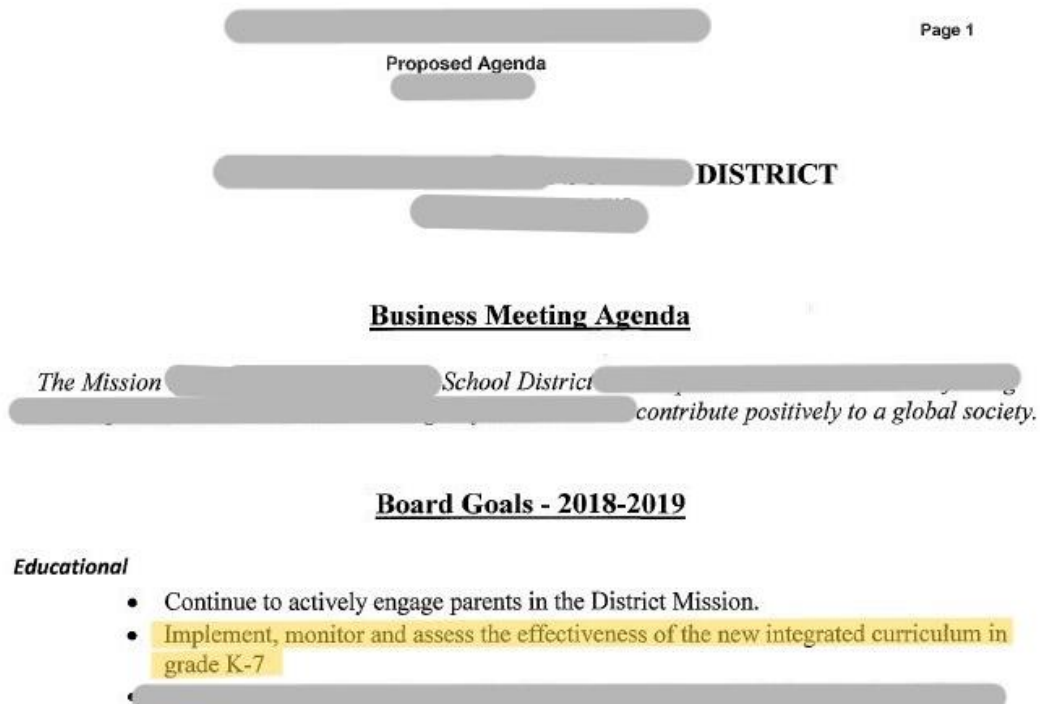 Page 1
Proposed Agenda
DISTRICT
Business Meeting Agenda
The Mission School District
contribute positively to a global society.
Board Goals - 2018-2019
Educational
• Continue to actively engage parents in the District Mission.
• Implement, monitor and assess the effectiveness of the new integrated curriculum in
grade K-7